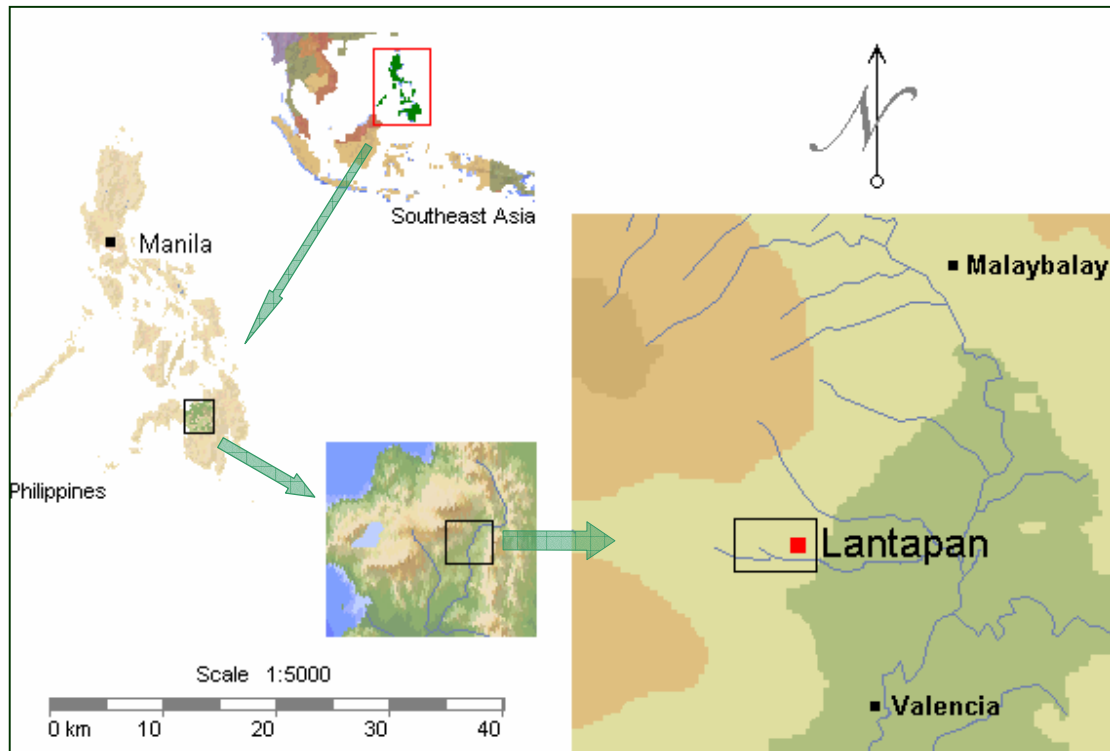 Southeast Asia
N
Manila
Malaybalay
Philippines
Lantapan
Scale 1:5000
0 km 10 20 30 40
Valencia